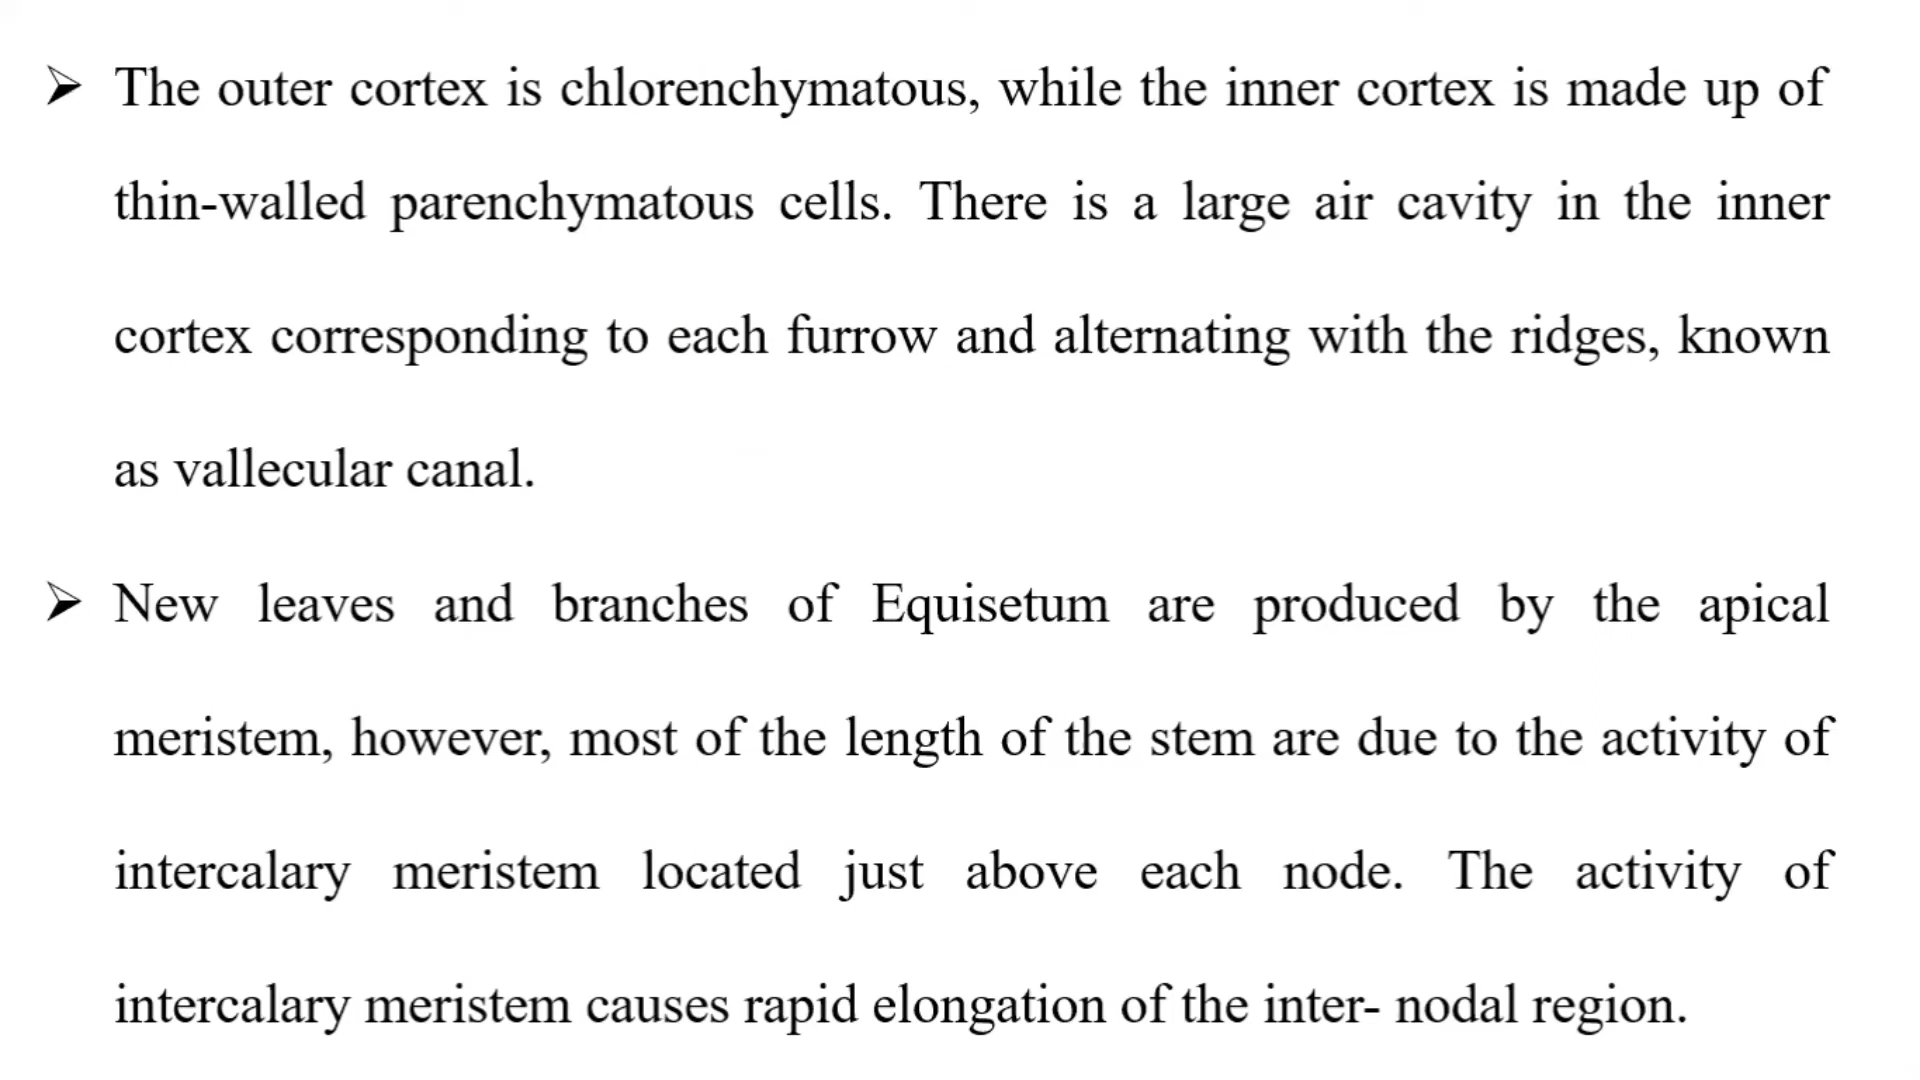 ➢ The outer cortex is chlorenchymatous, while the inner cortex is made up of
thin-walled parenchymatous cells. There is a large air cavity in the inner
cortex corresponding to each furrow and alternating with the ridges, known
as vallecular canal.
➢ New leaves and branches of Equisetum are produced by the apical
meristem, however, most of the length of the stem are due to the activity of
intercalary meristem located just above each node. The activity of
intercalary meristem causes rapid elongation of the inter- nodal region.